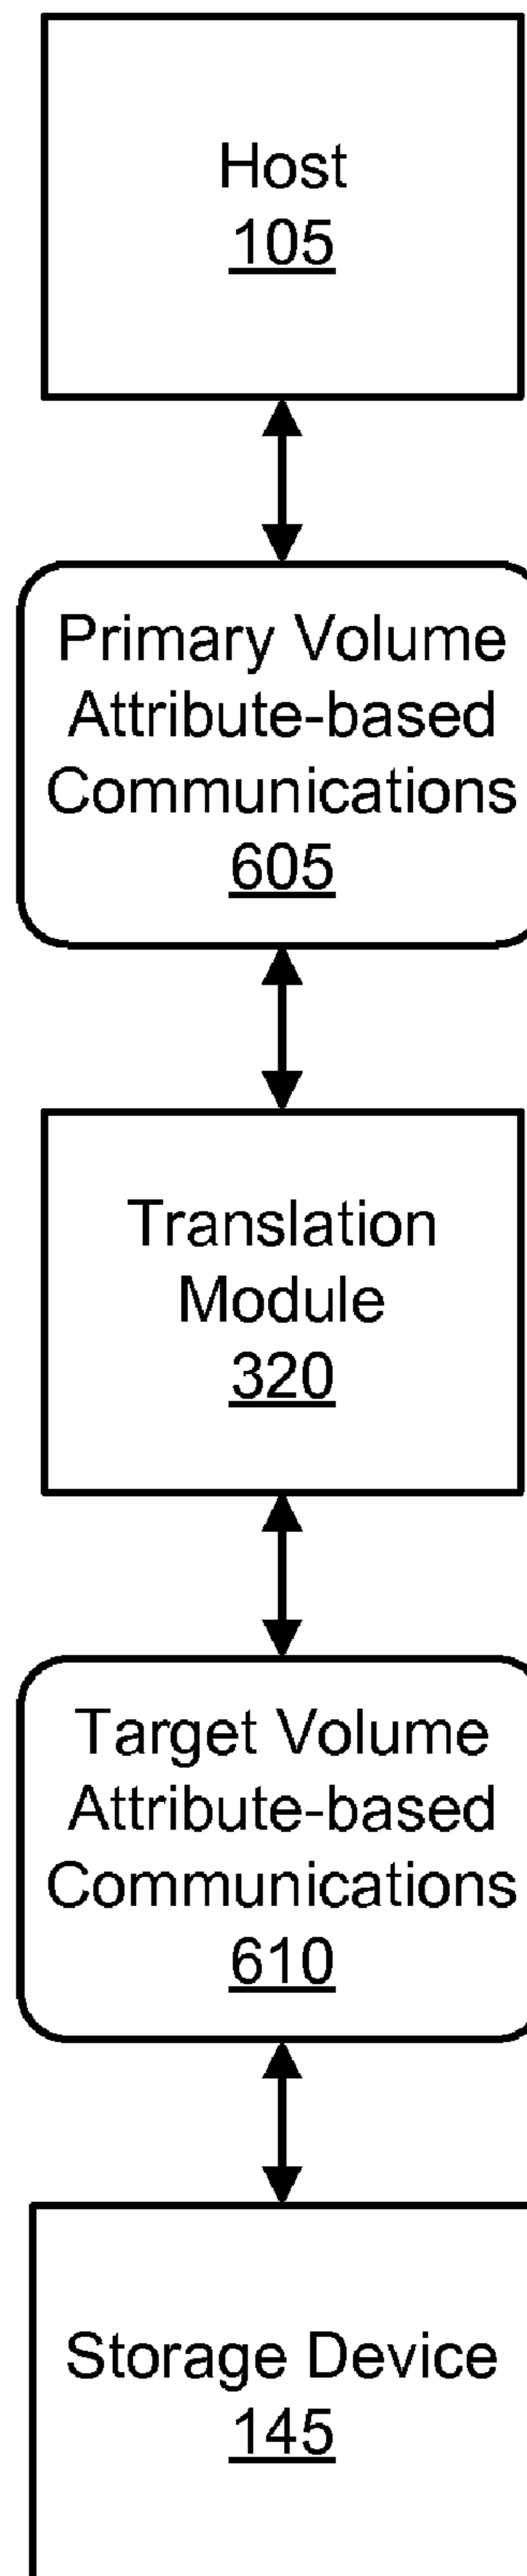 Host
105
Primary Volume
Attribute-based
Communications
605
Translation
Module
320
Target Volume
Attribute-based
Communications
610
Storage Device
145